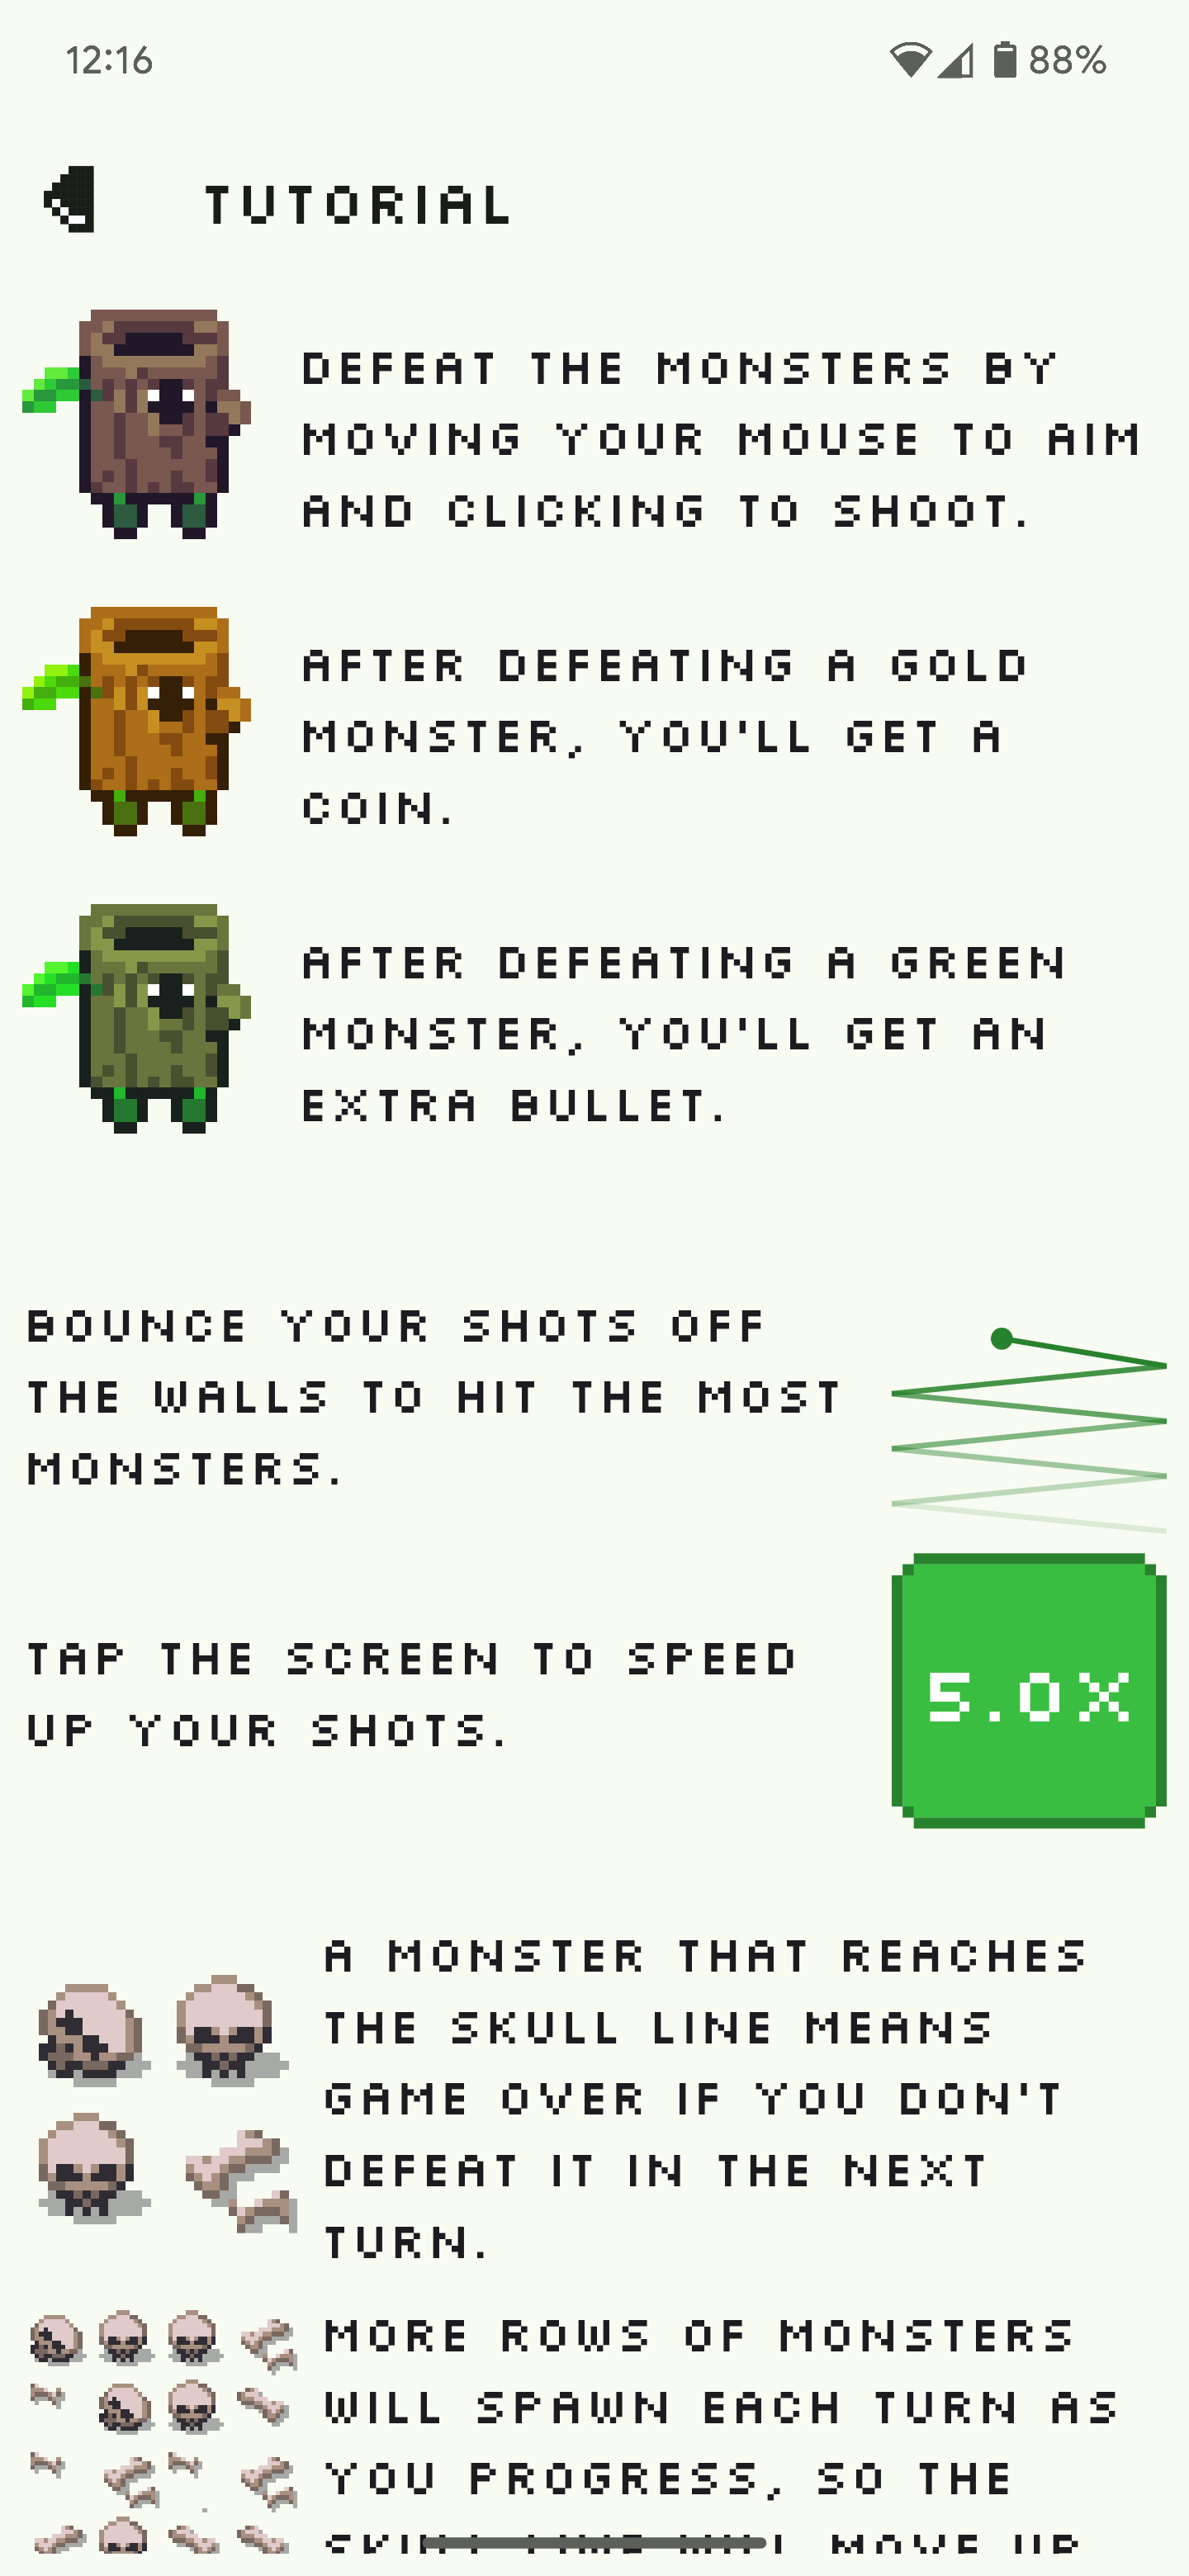 12:16
88%
TUTORIAL
DEFEAT THE MONSTERS BY
MOVING YOUR MOUSE TO AIM
AND CLICKING TO SHOOT.
AFTER DEFEATING A GOLD
MONSTER, YOU'LL GET A
COIN.
AFTER DEFEATING A GREEN
MONSTER, YOU'LL GET AN
EXTRA BULLET.
BOUNCE YOUR SHOTS OFF
THE WALLS TO HIT THE MOST
MONSTERS.
TAP THE SCREEN TO SPEED
UP YOUR SHOTS.
5.0X
A MONSTER THAT REACHES
THE SKULL LINE MEANS
GAME OVER IF YOU DON'T
DEFEAT IT IN THE NEXT
TURN.
MORE ROWS OF MONSTERS
WILL SPAWN EACH TURN AS
YOU PROGRESS, SO THE
MOVE UP